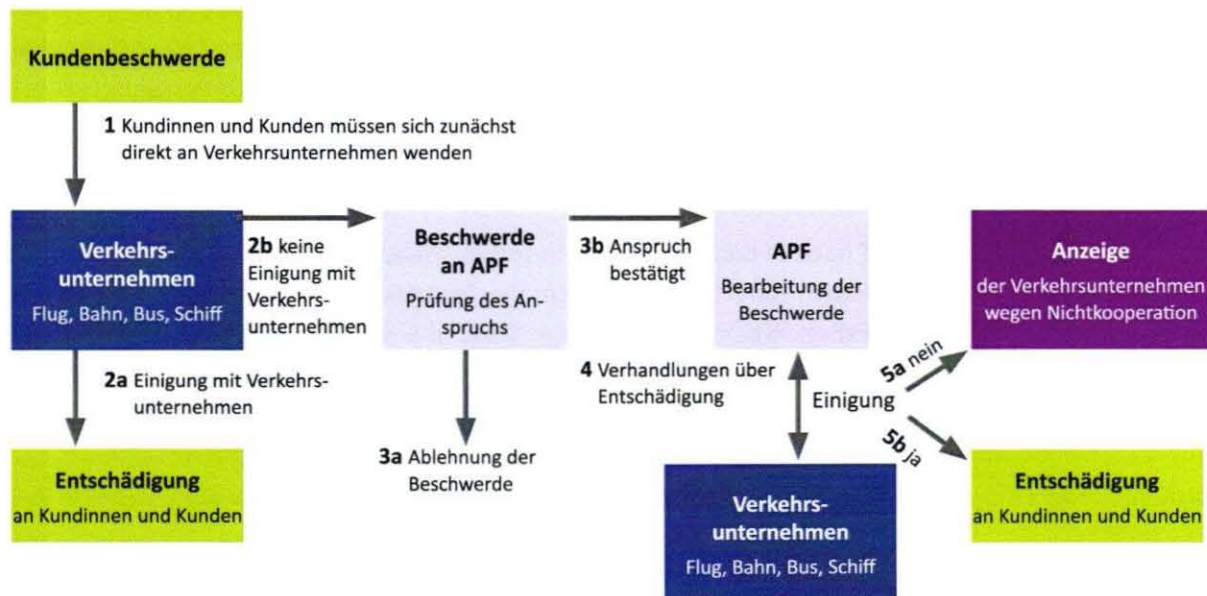 Kundenbeschwerde
1 Kundinnen und Kunden müssen sich zunächst
direkt an Verkehrsunternehmen wenden
Verkehrs-
unternehmen
Flug, Bahn, Bus, Schiff
2b keine
Einigung mit
Verkehrs-
unternehmen
Beschwerde
an APF
Prüfung des An-
spruchs
3b Anspruch
bestätigt
APF
Bearbeitung der
Beschwerde
Anzeige
der Verkehrsunternehmen
wegen Nichtkooperation
2a Einigung mit Verkehrs-
unternehmen
Entschädigung
an Kundinnen und Kunden
3a Ablehnung der
Beschwerde
4 Verhandlungen über
Entschädigung
Einigung
5a nein
5b ja
Verkehrs-
unternehmen
Flug, Bahn, Bus, Schiff
Entschädigung
an Kundinnen und Kunden